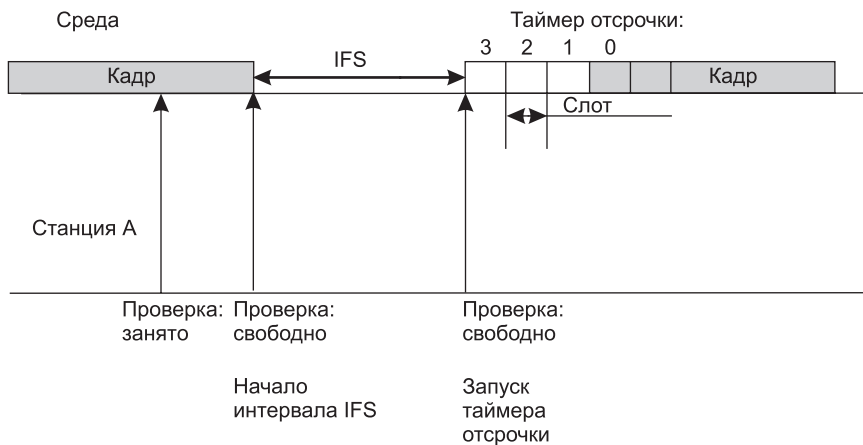 Среда
Таймер отсрочки:
3 2 1 0
Кадр
IFS
Кадр
Слот
Станция А
Проверка:
занято
Проверка:
свободно
Начало
интервала IFS
Проверка:
свободно
Запуск
таймера
отсрочки